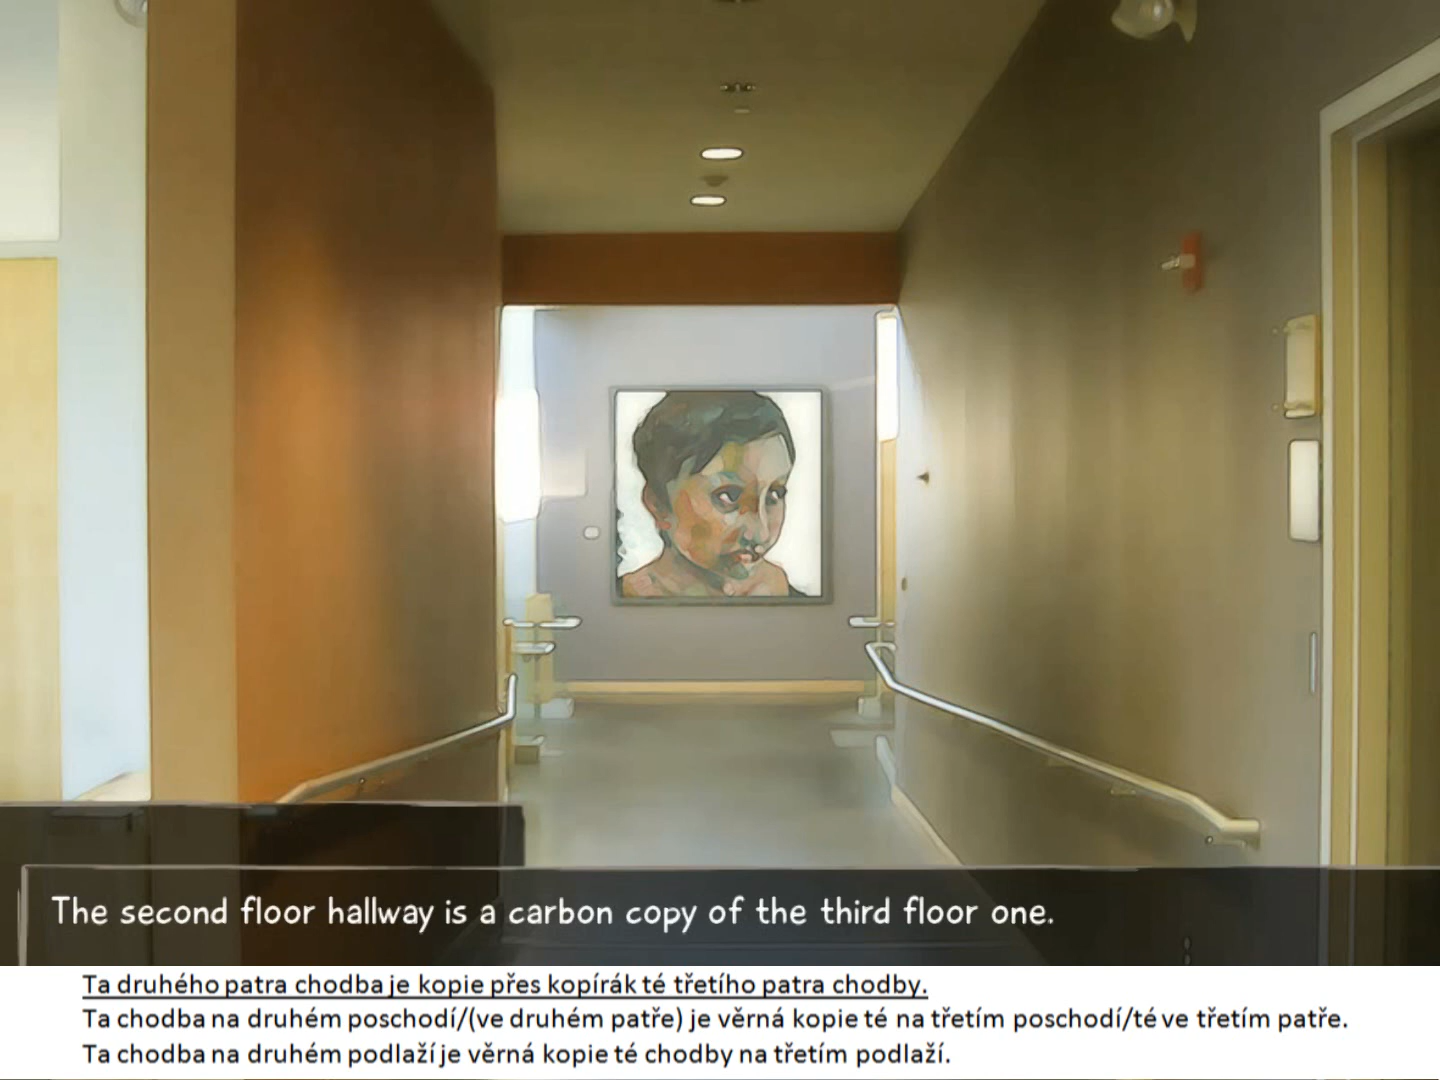 The second floor hallway is a carbon copy of the third floor one.
Ta druhého patra chodba je kopie přes kopírák té třetího patra chodby.
Ta chodba na druhém poschodí/(ve druhém patře) je věrná kopie té na třetím poschodí/té ve třetím patře.
Ta chodba na druhém podlaží je věrná kopie té chodby na třetím podlaží.